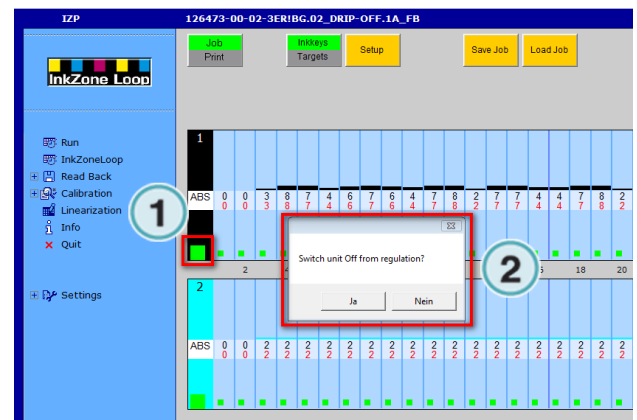 IZP 126473-00-02-3ER!BG.02_DRIP-OFF.1A_FB
Job Inkkeys Setup Save Job Load Job
Print Targets
InkZone Loop
Run
InkZoneLoop
Read Back
Calibration
Linearization
Info
Quit
Settings
1
ABS 0 0 3 8 7 4 6 7 6 4 7 8 2 7 7 4 4 7 8 2
0 0 3 8 7 4 6 7 6 4 7 8 2 7 7 4 4 7 8 2
1
Switch unit Off from regulation?
Ja Nein
2
2 18 20
2
ABS 0 0 2 2 2 2 2 2 2 2 2 2 2 2 2 2 2 2 2 2
0 0 2 2 2 2 2 2 2 2 2 2 2 2 2 2 2 2 2 2